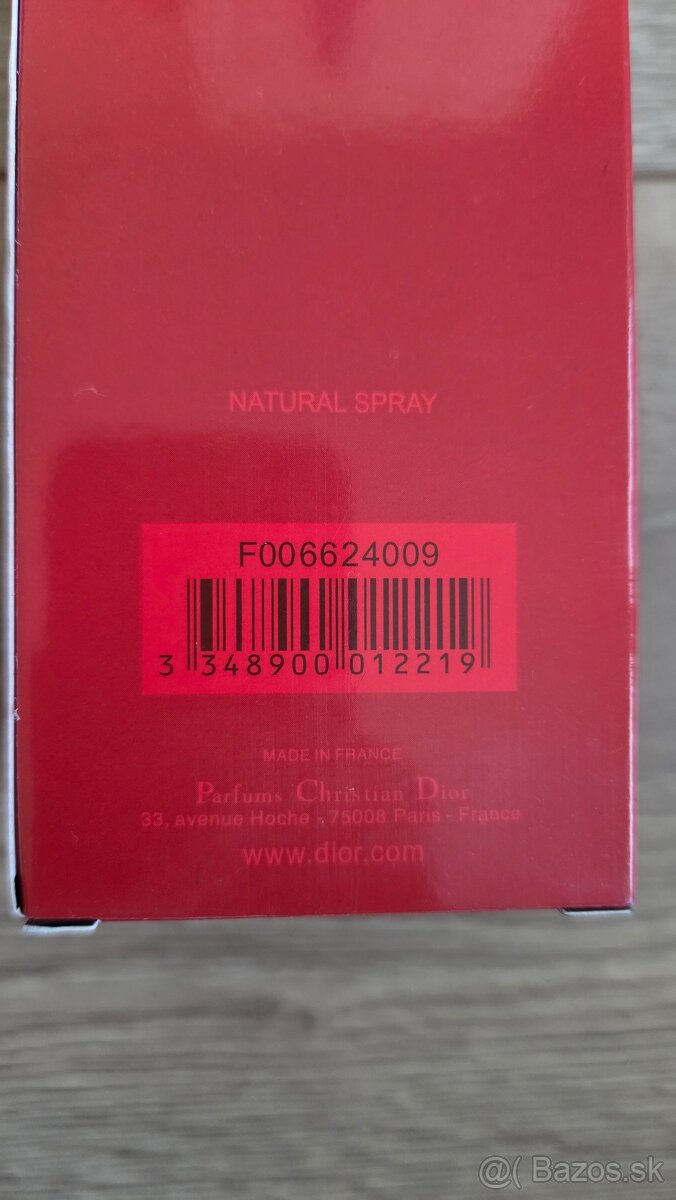 NATURAL SPRAY
F006624009
3 348900 012219
MADE IN FRANCE
Parfums Christian Dior
33, avenue Hoche - 75008 Paris - France
www.dior.com
@( Bazos.sk